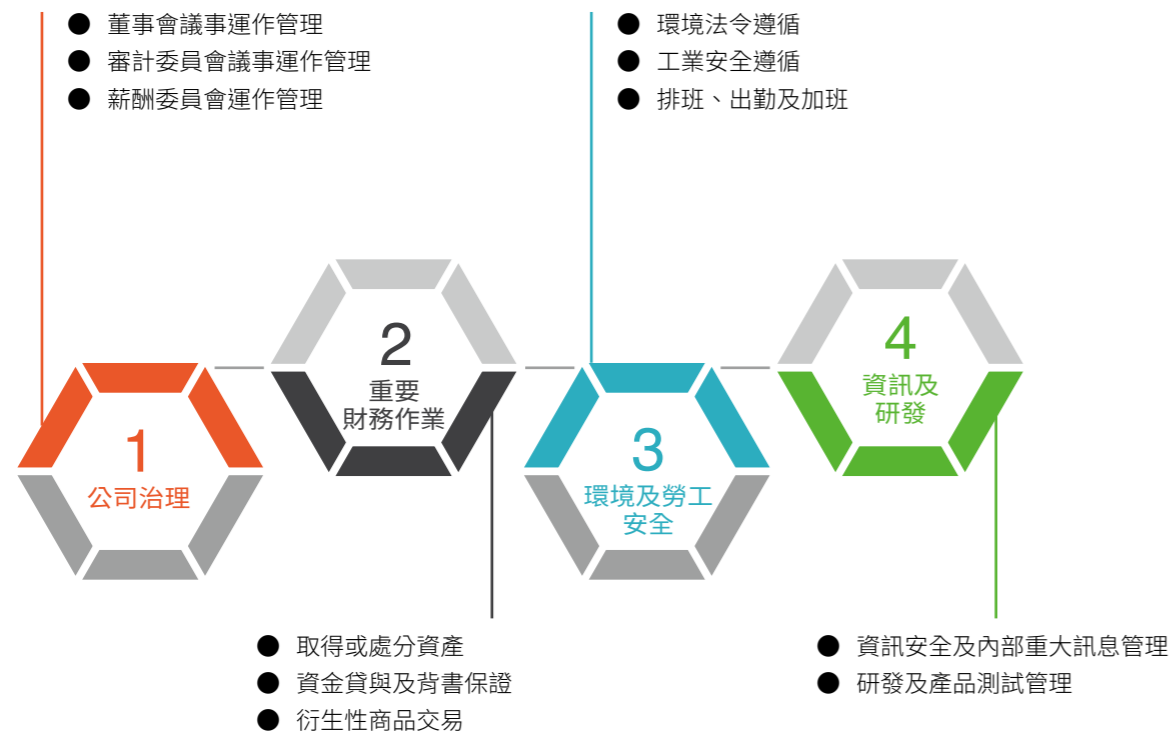 董事會議事運作管理
審計委員會議事運作管理
薪酬委員會運作管理
環境法令遵循
工業安全遵循
排班、出勤及加班
1
公司治理
2
重要
財務作業
3
環境及勞工
安全
4
資訊及
研發
取得或處分資產
資金貸與及背書保證
衍生性商品交易
資訊安全及內部重大訊息管理
研發及產品測試管理